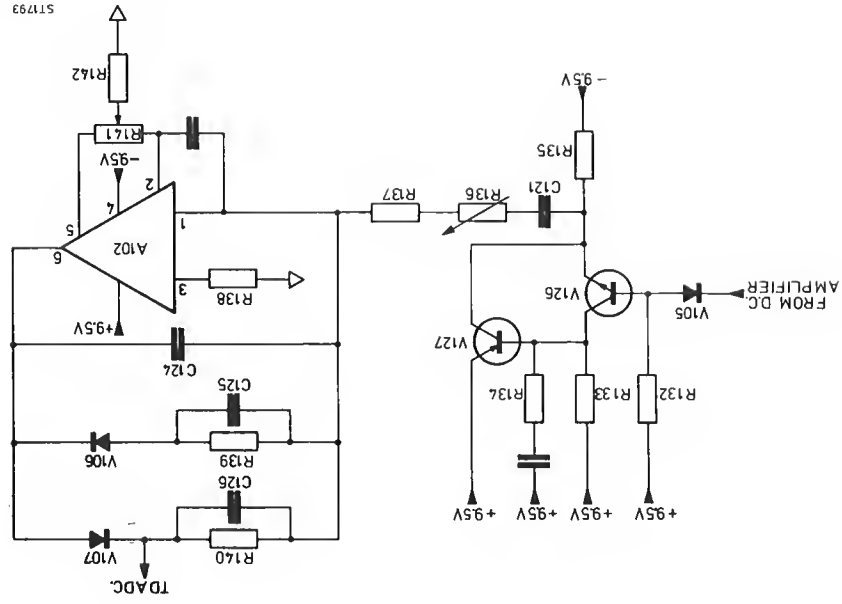 TO ADC.
R140
V107
C126
+9.5V
+9.5V
+9.5V
+9.5V
R139
V106
C125
R132
R133
R134
C124
V127
+9.5V
FROM D.C
AMPLIFIER
V105
V126
R138
3
A102
6
1
5
4
2
C121
R136
R137
-9.5V
R135
R141
-9.5V
R142
ST1793